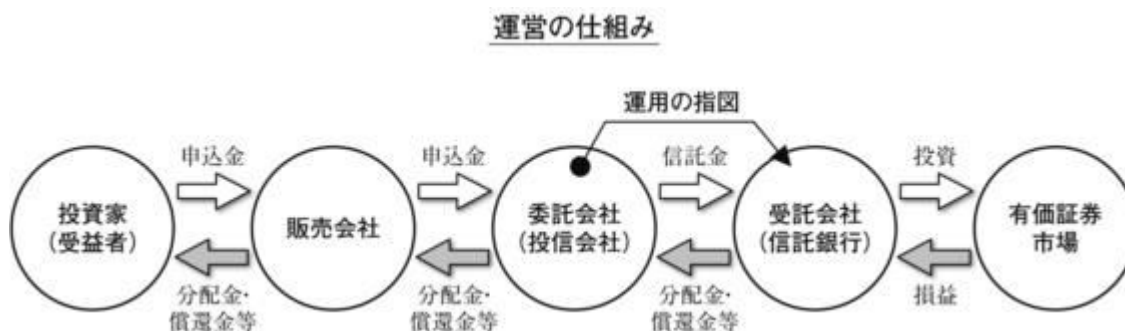 運営の仕組み
運用の指図
申込金
申込金
信託金
投資
投資家
(受益者)
販売会社
委託会社
(投信会社)
受託会社
(信託銀行)
有価証券
市場
分配金・
償還金等
分配金・
償還金等
分配金・
償還金等
損益